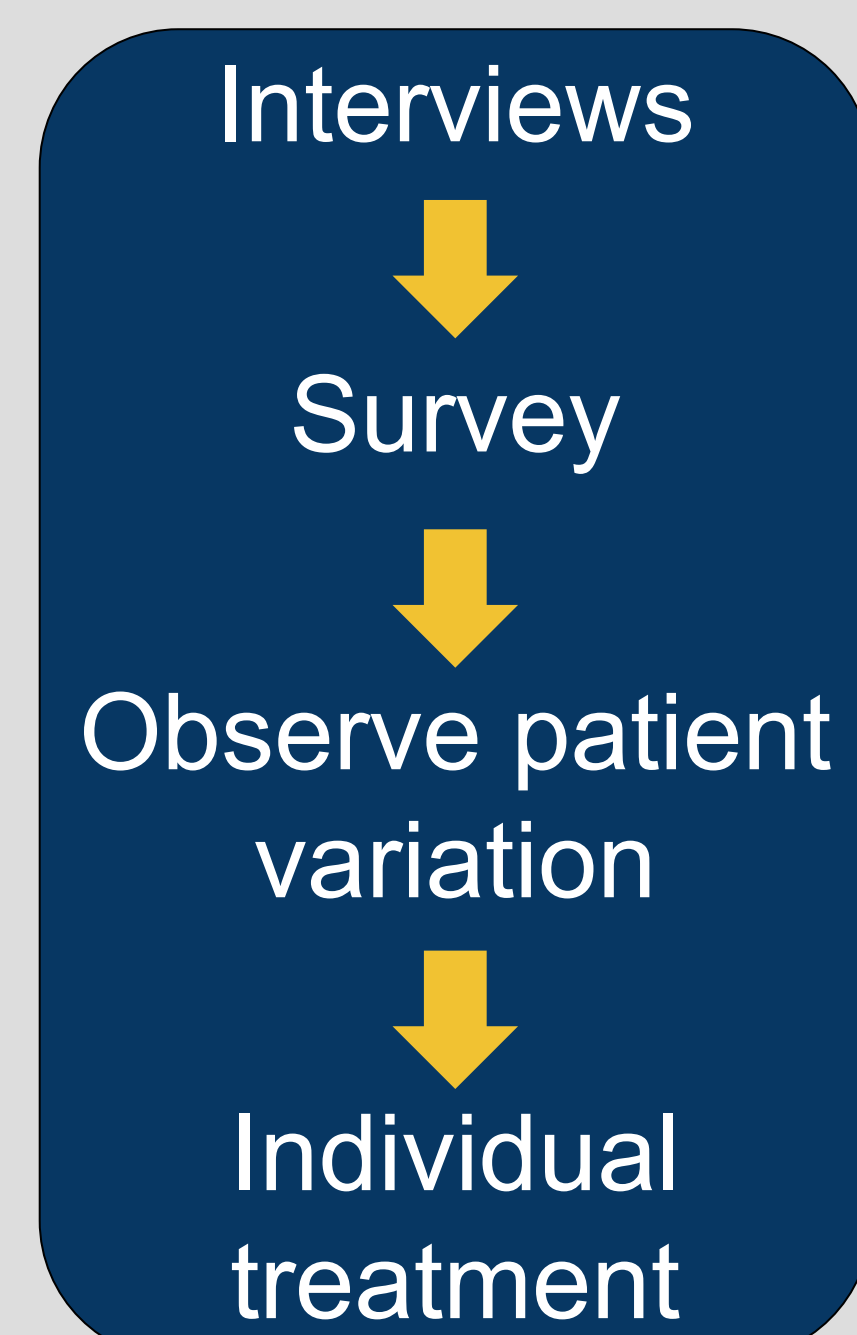 Interviews
Survey
Observe patient
variation
Individual
treatment